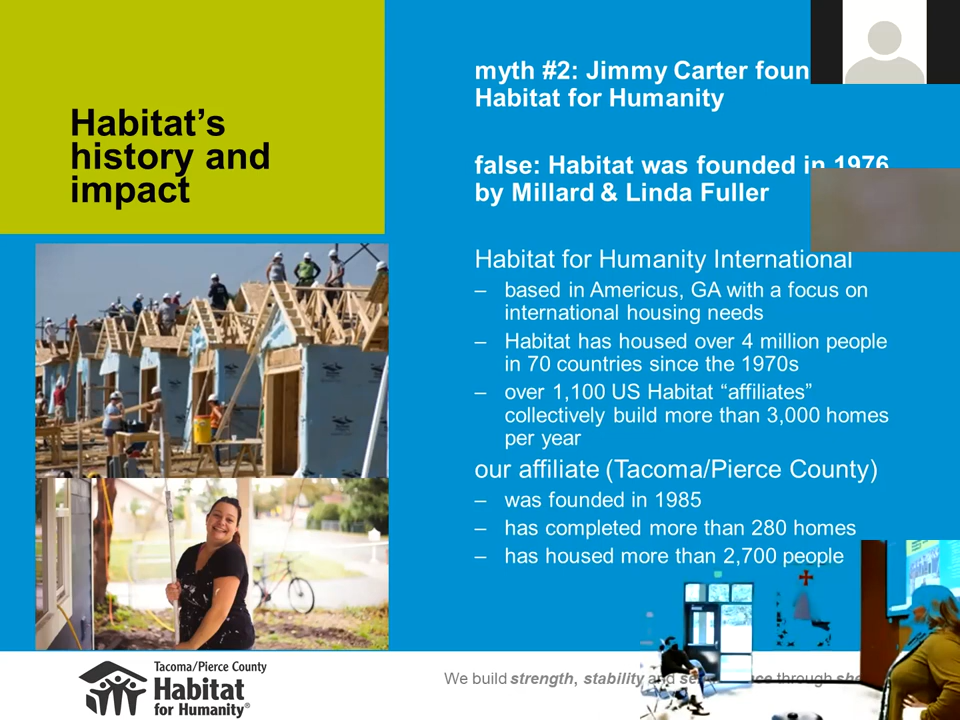 Habitat’s
history and
impact
myth #2: Jimmy Carter foun
Habitat for Humanity
false: Habitat was founded in 1976
by Millard & Linda Fuller
Habitat for Humanity International
– based in Americus, GA with a focus on
international housing needs
– Habitat has housed over 4 million people
in 70 countries since the 1970s
– over 1,100 US Habitat “affiliates”
collectively build more than 3,000 homes
per year
our affiliate (Tacoma/Pierce County)
– was founded in 1985
– has completed more than 280 homes
– has housed more than 2,700 people
Tacoma/Pierce County
Habitat
for Humanity®
We build strength, stability and through